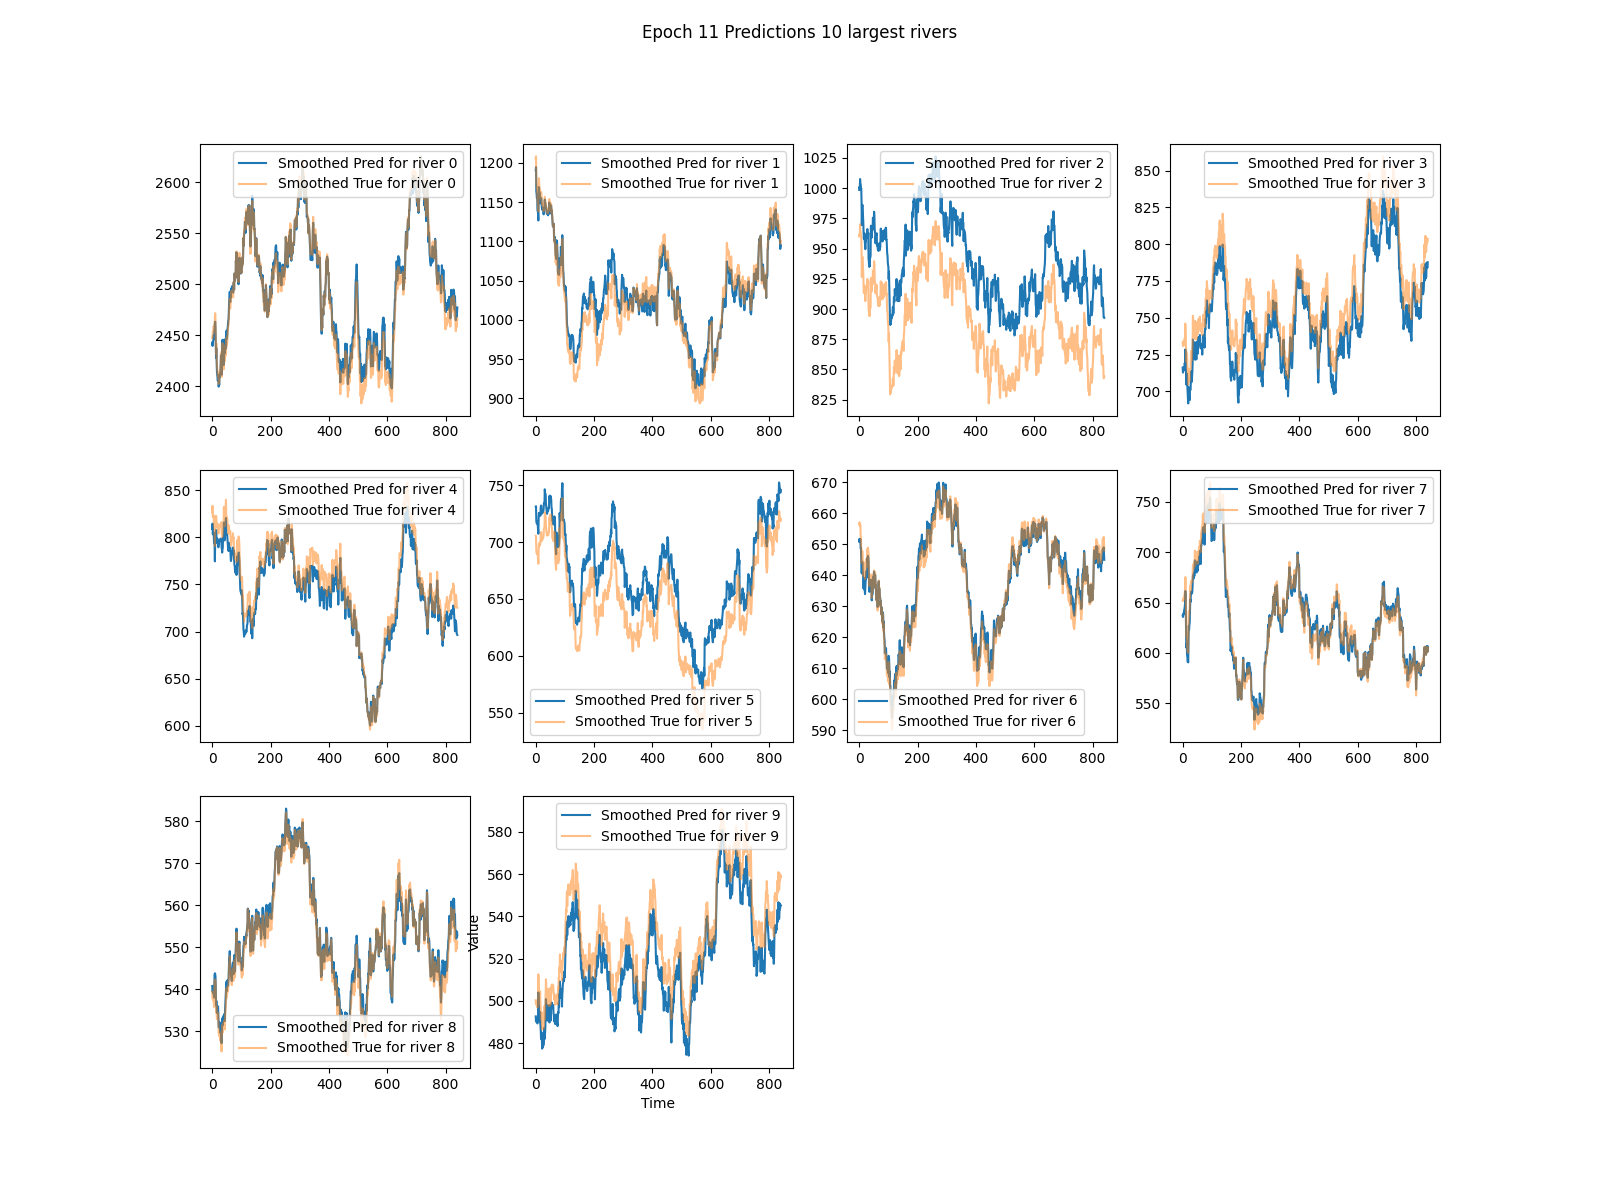 Epoch 11 Predictions 10 largest rivers
Smoothed Pred for river 0
Smoothed True for river 0
2600
2550
2500
2450
2400
0 200 400 600 800
Smoothed Pred for river 1
Smoothed True for river 1
1200
1150
1100
1050
1000
950
900
0 200 400 600 800
Smoothed Pred for river 2
Smoothed True for river 2
1025
1000
975
950
925
900
875
850
825
0 200 400 600 800
Smoothed Pred for river 3
Smoothed True for river 3
850
825
800
775
750
725
700
0 200 400 600 800
Smoothed Pred for river 4
Smoothed True for river 4
850
800
750
700
650
600
0 200 400 600 800
750
700
650
600
550
Smoothed Pred for river 5
Smoothed True for river 5
0 200 400 600 800
670
660
650
640
630
620
610
600
590
Smoothed Pred for river 6
Smoothed True for river 6
0 200 400 600 800
Smoothed Pred for river 7
Smoothed True for river 7
750
700
650
600
550
0 200 400 600 800
580
570
560
550
540
530
Smoothed Pred for river 8
Smoothed True for river 8
0 200 400 600 800
Value
Smoothed Pred for river 9
Smoothed True for river 9
580
560
540
520
500
480
0 200 400 600 800
Time